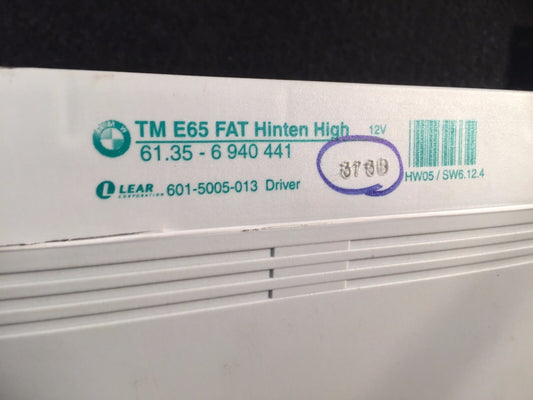 TM E65 FAT Hinten High 12V
61.35 - 6 940 441
HW05 / SW6.12.4
LEAR CORPORATION 601-5005-013 Driver